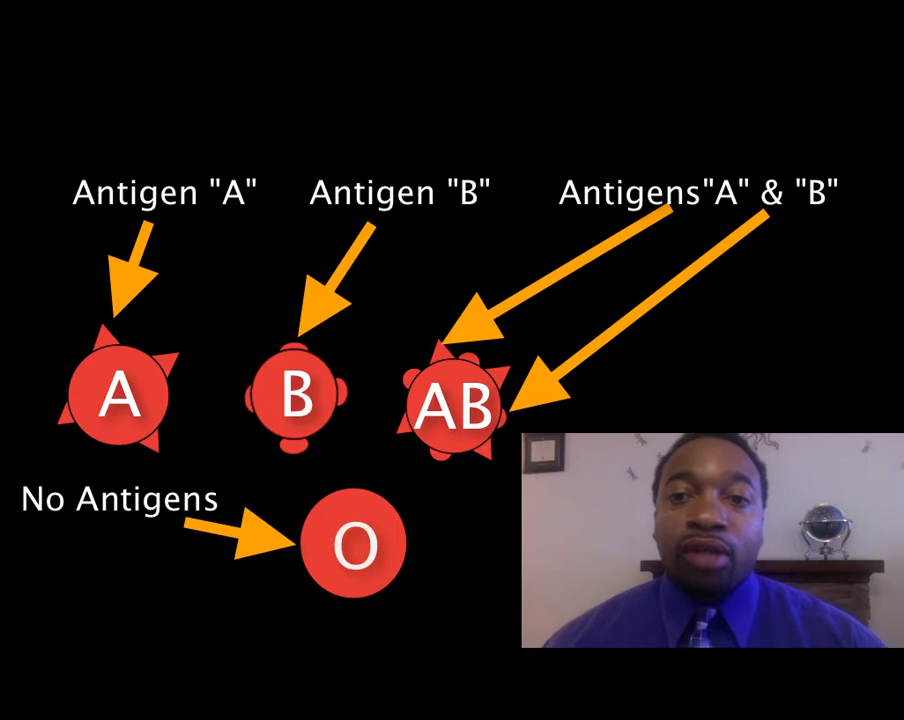 Antigen "A"
Antigen "B"
Antigens"A" & "B"
A
B
AB
No Antigens
O